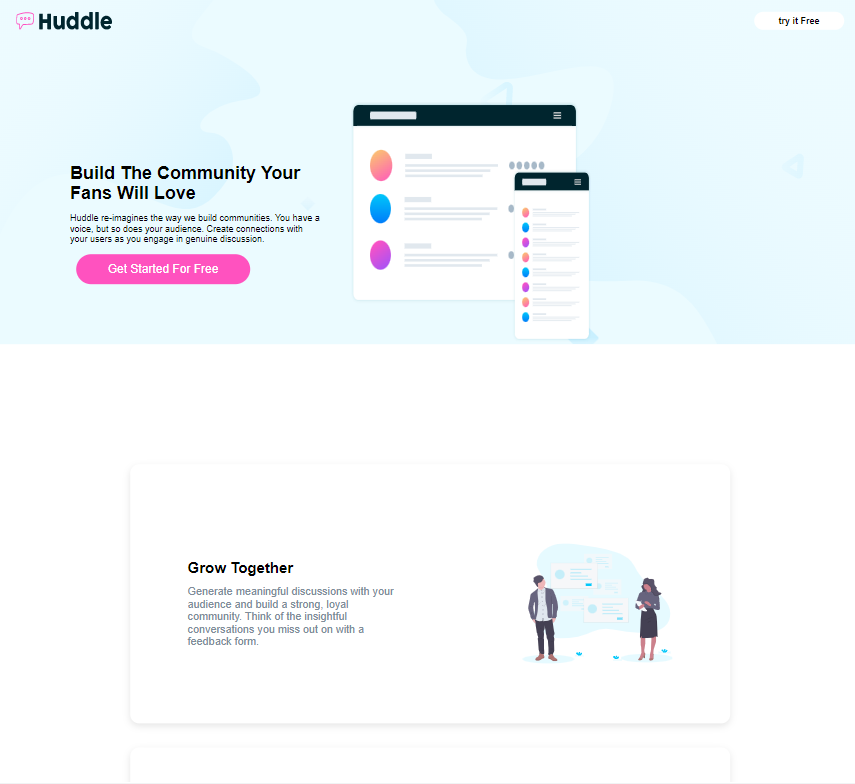 Huddle
try it Free
Build The Community Your
Fans Will Love
Huddle re-imagines the way we build communities. You have a
voice, but so does your audience. Create connections with
your users as you engage in genuine discussion.
Get Started For Free
Grow Together
Generate meaningful discussions with your
audience and build a strong, loyal
community. Think of the insightful
conversations you miss out on with a
feedback form.